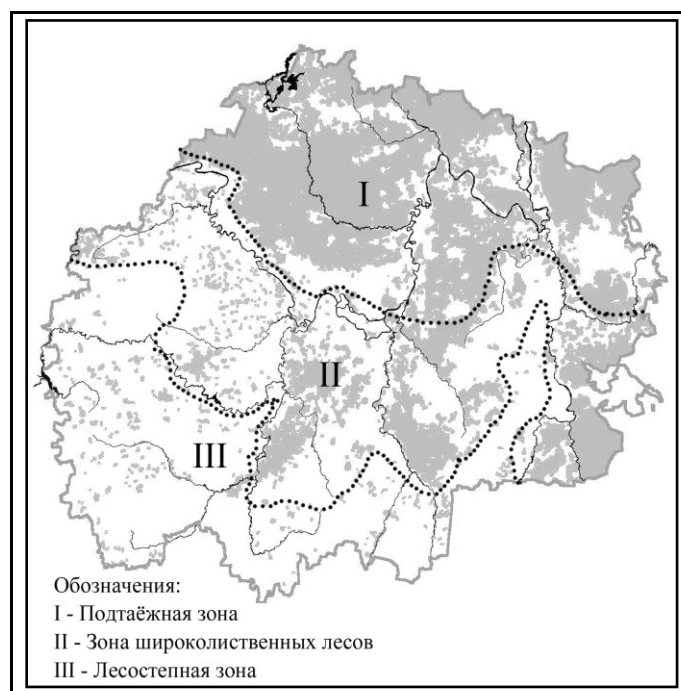 I
II
III
Обозначения:
I - Подтаёжная зона
II - Зона широколиственных лесов
III - Лесостепная зона